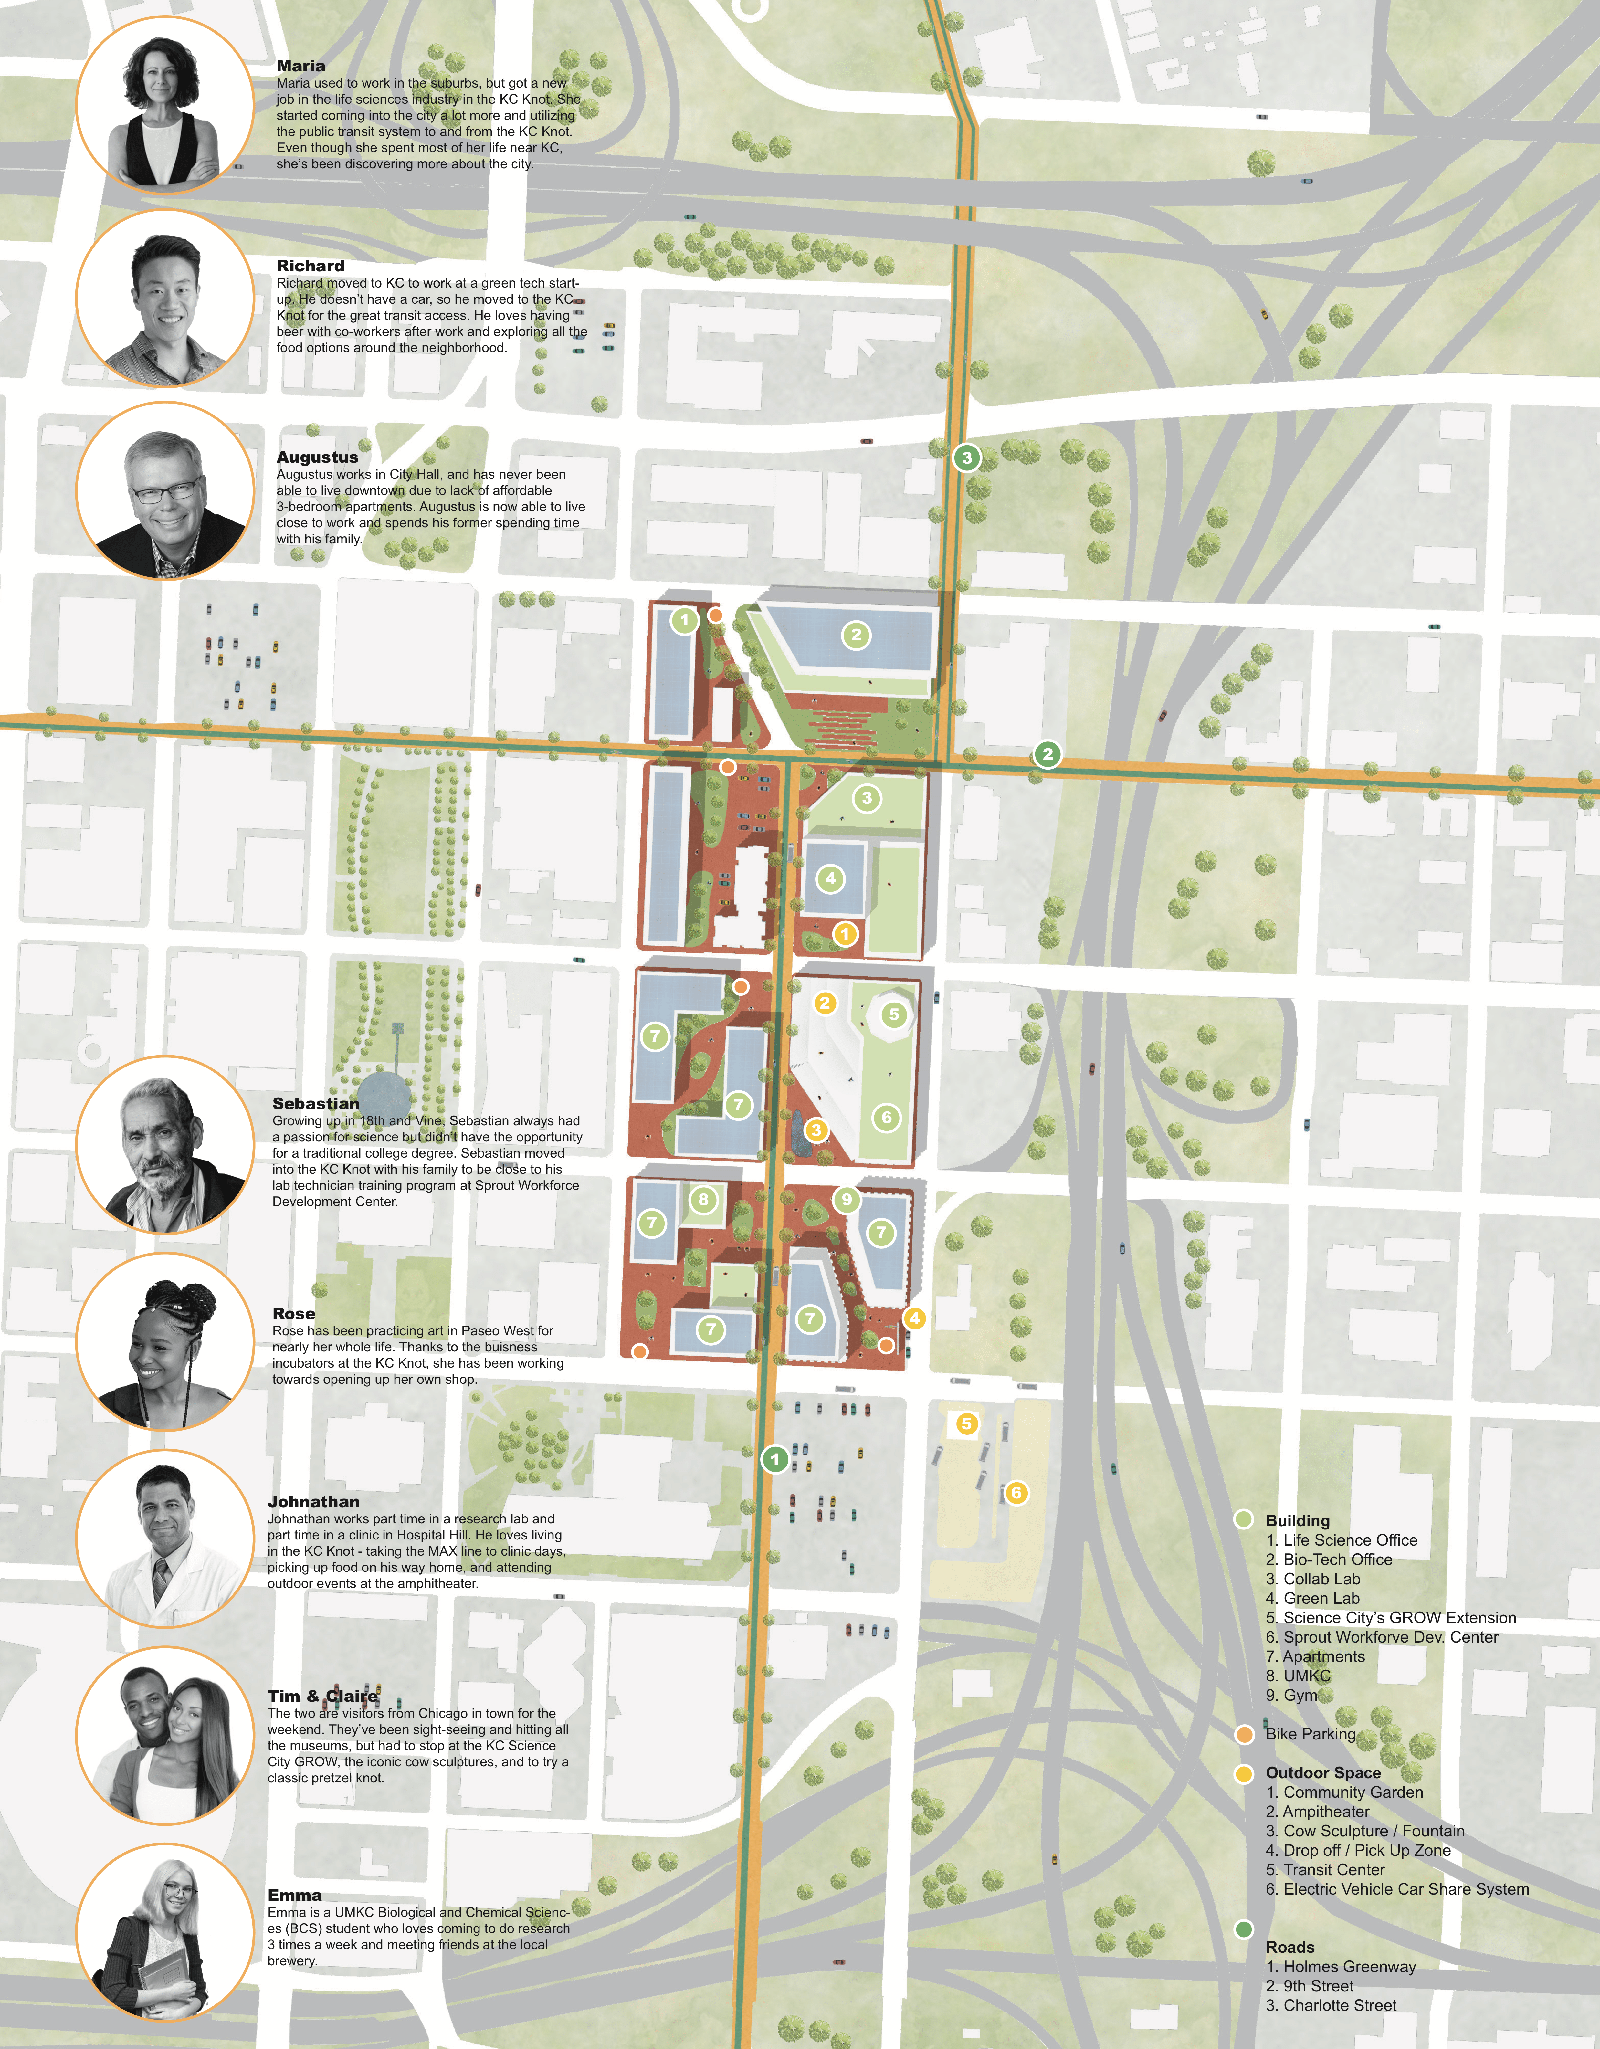 Maria
Maria used to work in the suburbs, but got a new
job in the life sciences industry in the KC Knot. She
started coming into the city a lot more and utilizing
the public transit system to and from the KC Knot.
Even though she spent most of her life near KC,
she's been discovering more about the city.
Richard
Richard moved to KC to work at a green tech start-
up. He doesn't have a car, so he moved to the KC
Knot for the great transit access. He loves having
beer with co-workers after work and exploring all the
food options around the neighborhood.
Augustus
Augustus works in City Hall, and has never been
able to live downtown due to lack of affordable
3-bedroom apartments. Augustus is now able to live
close to work and spends his former spending time
with his family.
3
1
2
2
3
4
1
2
5
7
7
6
3
8
9
7
7
4
7
7
5
1
6
Sebastian
Growing up in 18th and Vine, Sebastian always had
a passion for science but didn't have the opportunity
for a traditional college degree. Sebastian moved
into the KC Knot with his family to be close to his
lab technician training program at Sprout Workforce
Development Center.
Rose
Rose has been practicing art in Paseo West for
nearly her whole life. Thanks to the buisness
incubators at the KC Knot, she has been working
towards opening up her own shop.
Johnathan
Johnathan works part time in a research lab and
part time in a clinic in Hospital Hill. He loves living
in the KC Knot - taking the MAX line to clinic days,
picking up food on his way home, and attending
outdoor events at the amphitheater.
Tim & Claire
The two are visitors from Chicago in town for the
weekend. They've been sight-seeing and hitting all
the museums, but had to stop at the KC Science
City GROW, the iconic cow sculptures, and to try a
classic pretzel knot.
Emma
Emma is a UMKC Biological and Chemical Scienc-
es (BCS) student who loves coming to do research
3 times a week and meeting friends at the local
brewery.
Building
1. Life Science Office
2. Bio-Tech Office
3. Collab Lab
4. Green Lab
5. Science City's GROW Extension
6. Sprout Workforve Dev. Center
7. Apartments
8. UMKC
9. Gym
Bike Parking
Outdoor Space
1. Community Garden
2. Ampitheater
3. Cow Sculpture / Fountain
4. Drop off / Pick Up Zone
5. Transit Center
6. Electric Vehicle Car Share System
Roads
1. Holmes Greenway
2. 9th Street
3. Charlotte Street